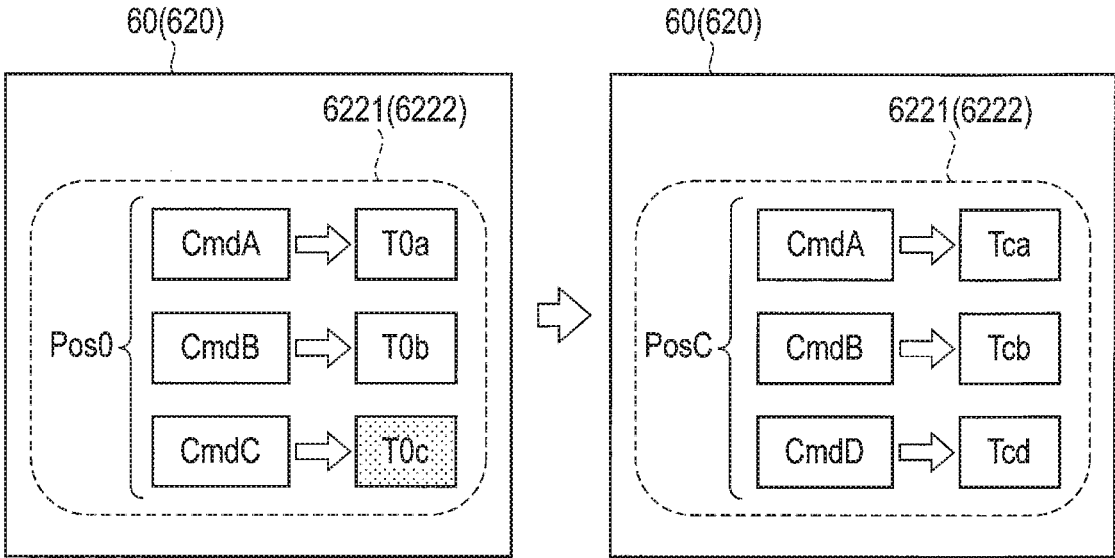 60(620)
6221(6222)
Pos0
CmdA
T0a
CmdB
T0b
CmdC
T0c
60(620)
6221(6222)
PosC
CmdA
Tca
CmdB
Tcb
CmdD
Tcd